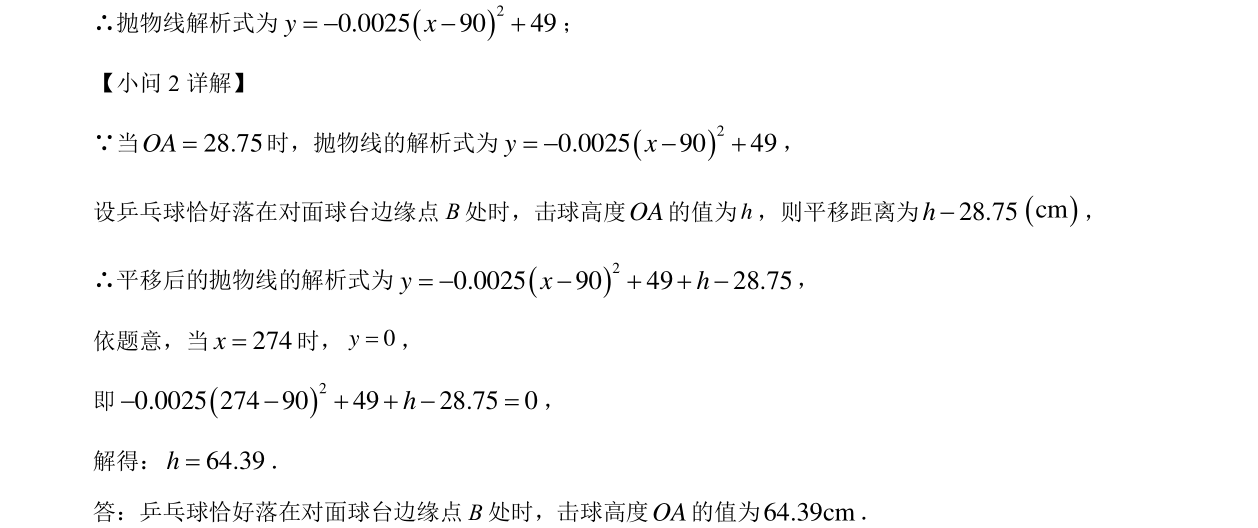 ∴抛物线解析式为 y = −0.0025(x − 90)² + 49；
【小问 2 详解】
∵当 OA = 28.75 时，抛物线的解析式为 y = −0.0025(x − 90)² + 49，
设乒乓球恰好落在对面球台边缘点 B 处时，击球高度 OA 的值为 h，则平移距离为 h − 28.75 (cm)，
∴平移后的抛物线的解析式为 y = −0.0025(x − 90)² + 49 + h − 28.75，
依题意，当 x = 274 时， y = 0，
即 −0.0025(274 − 90)² + 49 + h − 28.75 = 0，
解得：h = 64.39．
答：乒乓球恰好落在对面球台边缘点 B 处时，击球高度 OA 的值为 64.39cm．